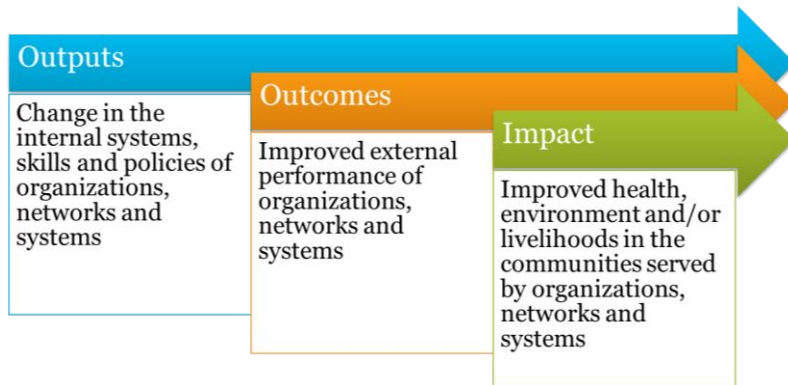 Outputs
Change in the
internal systems,
skills and policies of
organizations,
networks and
systems
Outcomes
Improved external
performance of
organizations,
networks and
systems
Impact
Improved health,
environment and/or
livelihoods in the
communities served
by organizations,
networks and
systems